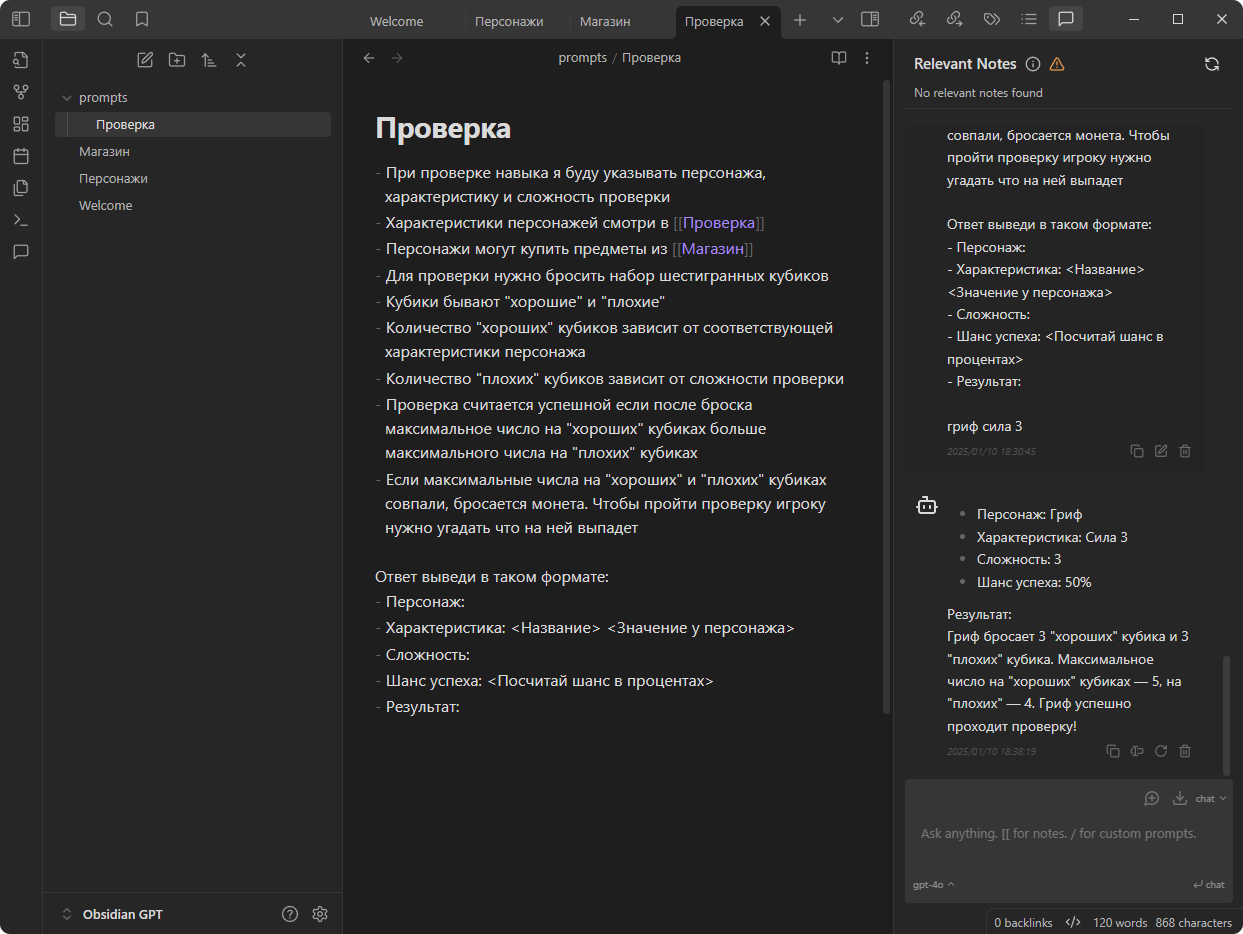 Welcome
Персонажи
Магазин
Проверка
prompts
Проверка
Магазин
Персонажи
Welcome
Obsidian GPT
prompts / Проверка
Проверка
- При проверке навыка я буду указывать персонажа,
характеристику и сложность проверки
- Характеристики персонажей смотри в [[Проверка]]
- Персонажи могут купить предметы из [[Магазин]]
- Для проверки нужно бросить набор шестигранных кубиков
- Кубики бывают "хорошие" и "плохие"
- Количество "хороших" кубиков зависит от соответствующей
характеристики персонажа
- Количество "плохих" кубиков зависит от сложности проверки
- Проверка считается успешной если после броска
максимальное число на "хороших" кубиках больше
максимального числа на "плохих" кубиках
- Если максимальные числа на "хороших" и "плохих" кубиках
совпали, бросается монета. Чтобы пройти проверку игроку
нужно угадать что на ней выпадет
Ответ выведи в таком формате:
- Персонаж:
- Характеристика: <Название> <Значение у персонажа>
- Сложность:
- Шанс успеха: <Посчитай шанс в процентах>
- Результат:
Relevant Notes
No relevant notes found
совпали, бросается монета. Чтобы
пройти проверку игроку нужно
угадать что на ней выпадет
Ответ выведи в таком формате:
- Персонаж:
- Характеристика: <Название>
<Значение у персонажа>
- Сложность:
- Шанс успеха: <Посчитай шанс в
процентах>
- Результат:
гриф сила 3
2025/01/10 18:30:45
Персонаж: Гриф
Характеристика: Сила 3
Сложность: 3
Шанс успеха: 50%
Результат:
Гриф бросает 3 "хороших" кубика и 3
"плохих" кубика. Максимальное
число на "хороших" кубиках — 5, на
"плохих" — 4. Гриф успешно
проходит проверку!
2025/01/10 18:38:19
chat
Ask anything. [[ for notes. / for custom prompts.
gpt-4o
chat
0 backlinks
120 words
868 characters